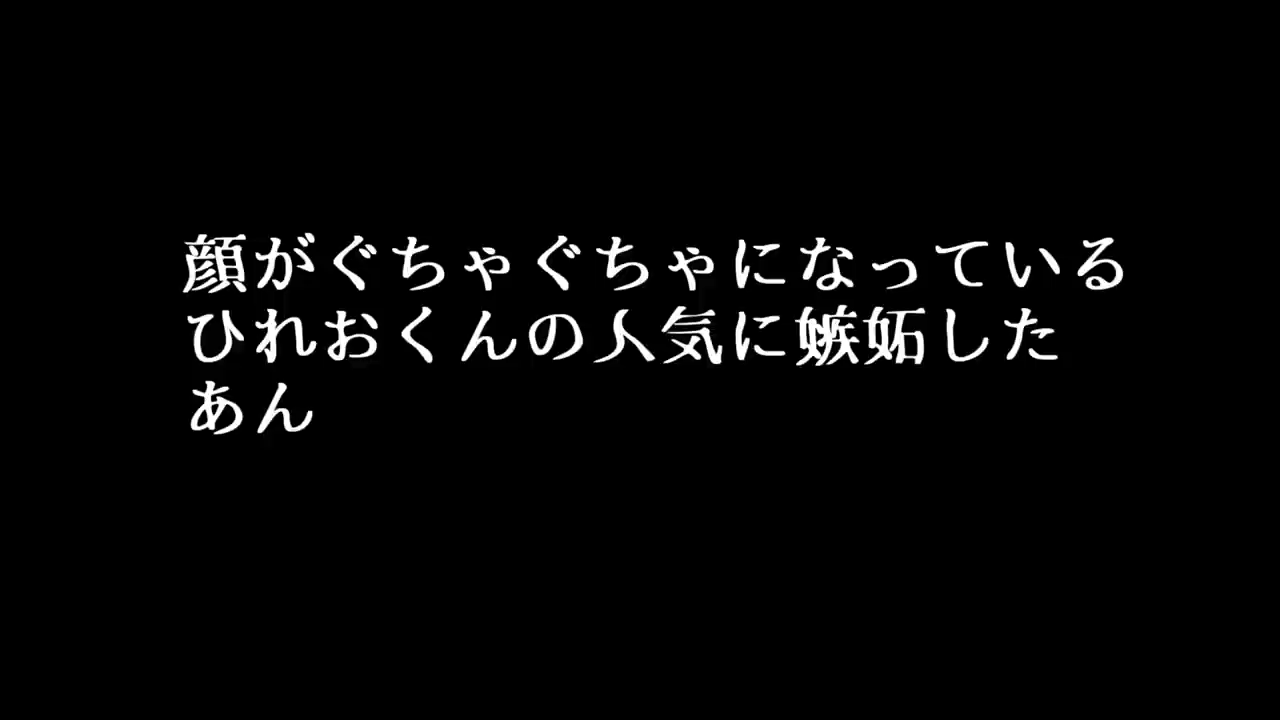 顔がぐちゃぐちゃになっている
ひれおくんの人気に嫉妬した
あん